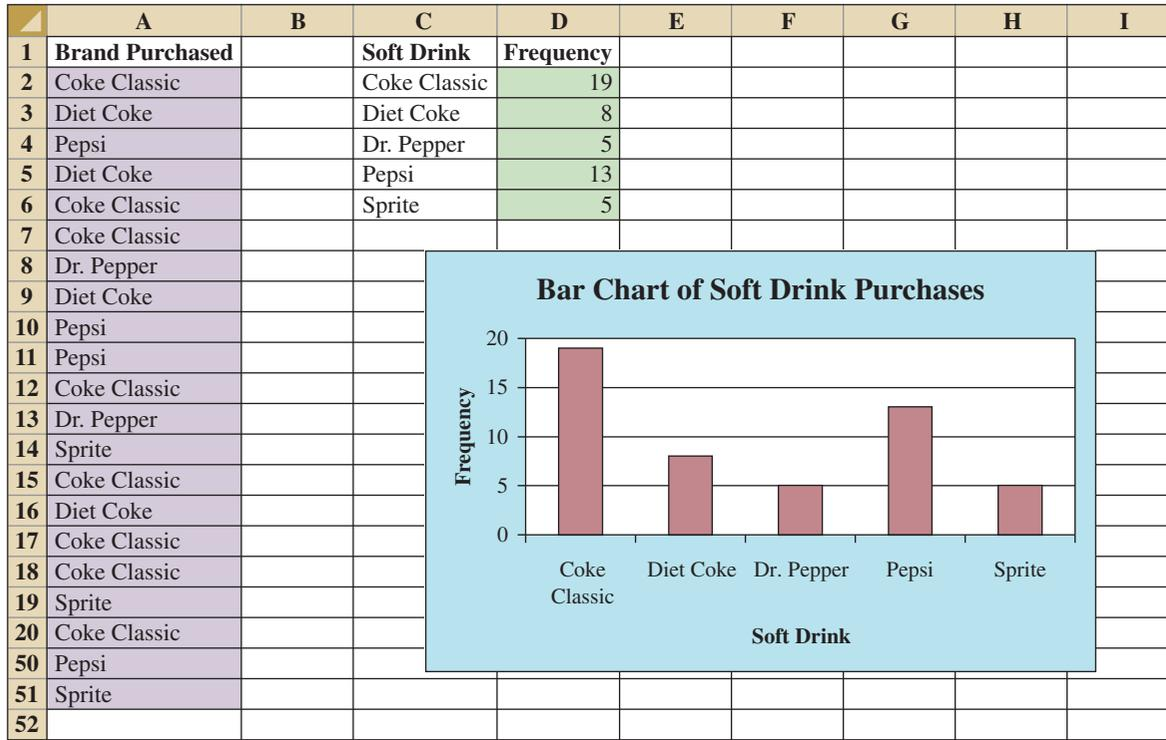 A B C D E F G H I
1 Brand Purchased Soft Drink Frequency
2 Coke Classic Coke Classic 19
3 Diet Coke Diet Coke 8
4 Pepsi Dr. Pepper 5
5 Diet Coke Pepsi 13
6 Coke Classic Sprite 5
7 Coke Classic
8 Dr. Pepper
9 Diet Coke
10 Pepsi
11 Pepsi
12 Coke Classic
13 Dr. Pepper
14 Sprite
15 Coke Classic
16 Diet Coke
17 Coke Classic
18 Coke Classic
19 Sprite
20 Coke Classic
50 Pepsi
51 Sprite
52
Bar Chart of Soft Drink Purchases
Frequency
20
15
10
5
0
Coke Classic Diet Coke Dr. Pepper Pepsi Sprite
Soft Drink